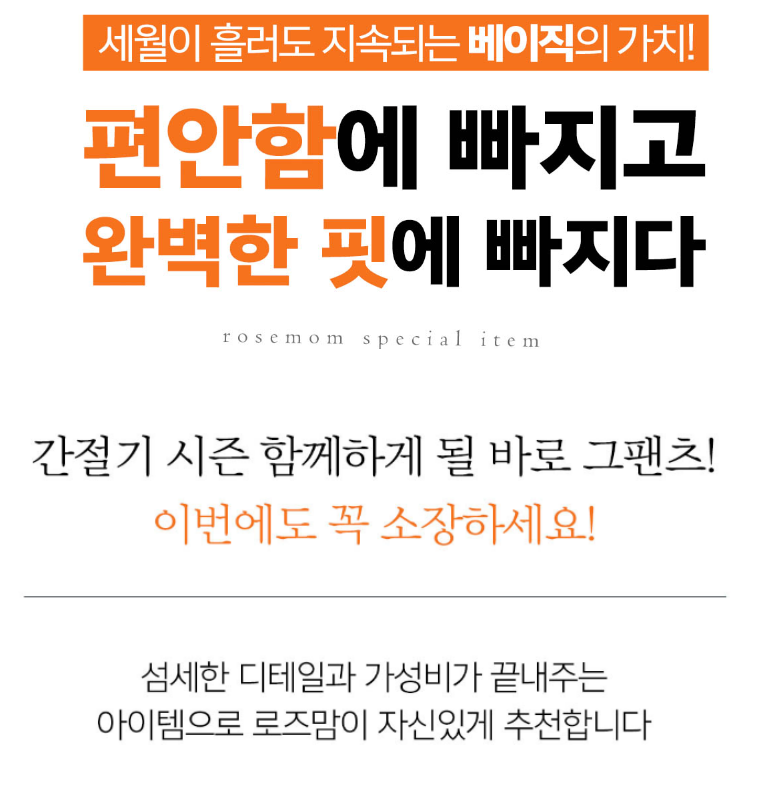 세월이 흘러도 지속되는 베이직의 가치!
편안함에 빠지고
완벽한 핏에 빠지다
rosemom special item
간절기 시즌 함께하게 될 바로 그팬츠!
이번에도 꼭 소장하세요!
섬세한 디테일과 가성비가 끝내주는
아이템으로 로즈맘이 자신있게 추천합니다